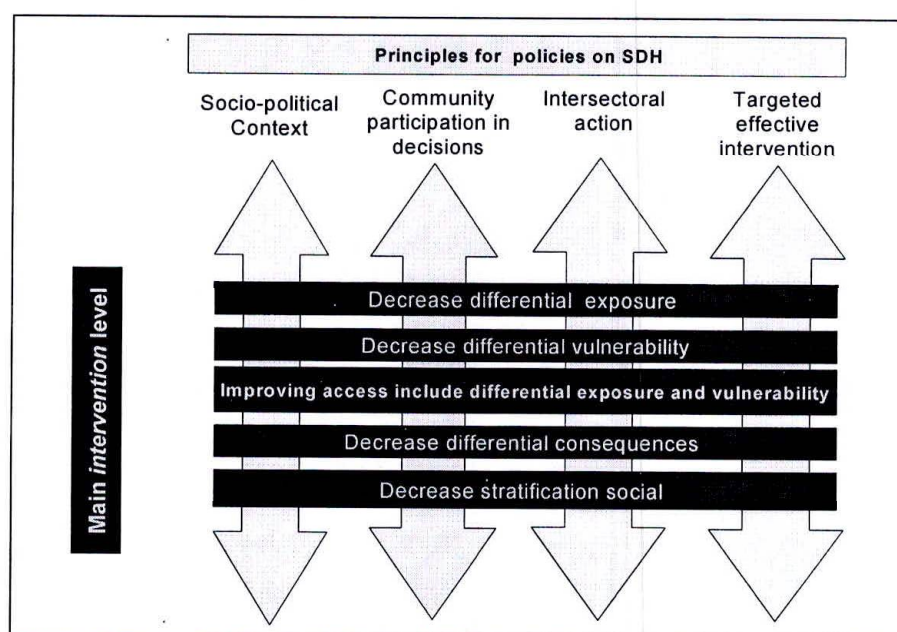 Principles for policies on SDH
Socio-political
Context
Community
participation in
decisions
Intersectoral
action
Targeted
effective
intervention
Main intervention level
Decrease differential exposure
Decrease differential vulnerability
Improving access include differential exposure and vulnerability
Decrease differential consequences
Decrease stratification social